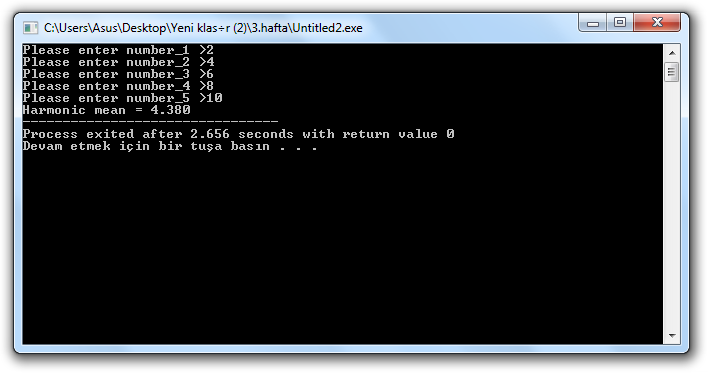 C:\Users\Asus\Desktop\Yeni klas÷r (2)\3.hafta\Untitled2.exe
Please enter number_1 >2
Please enter number_2 >4
Please enter number_3 >6
Please enter number_4 >8
Please enter number_5 >10
Harmonic mean = 4.380
--------------------------------
Process exited after 2.656 seconds with return value 0
Devam etmek için bir tuşa basın . . .